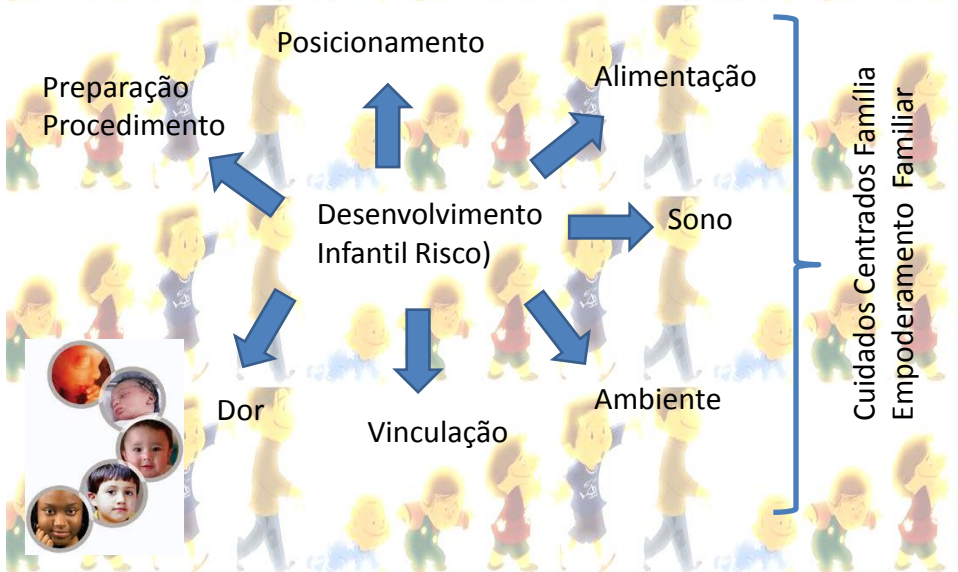 Posicionamento
Preparação
Procedimento
Alimentação
Desenvolvimento
Infantil Risco)
Sono
Dor
Vinculação
Ambiente
Cuidados Centrados Família
Empoderamento Familiar